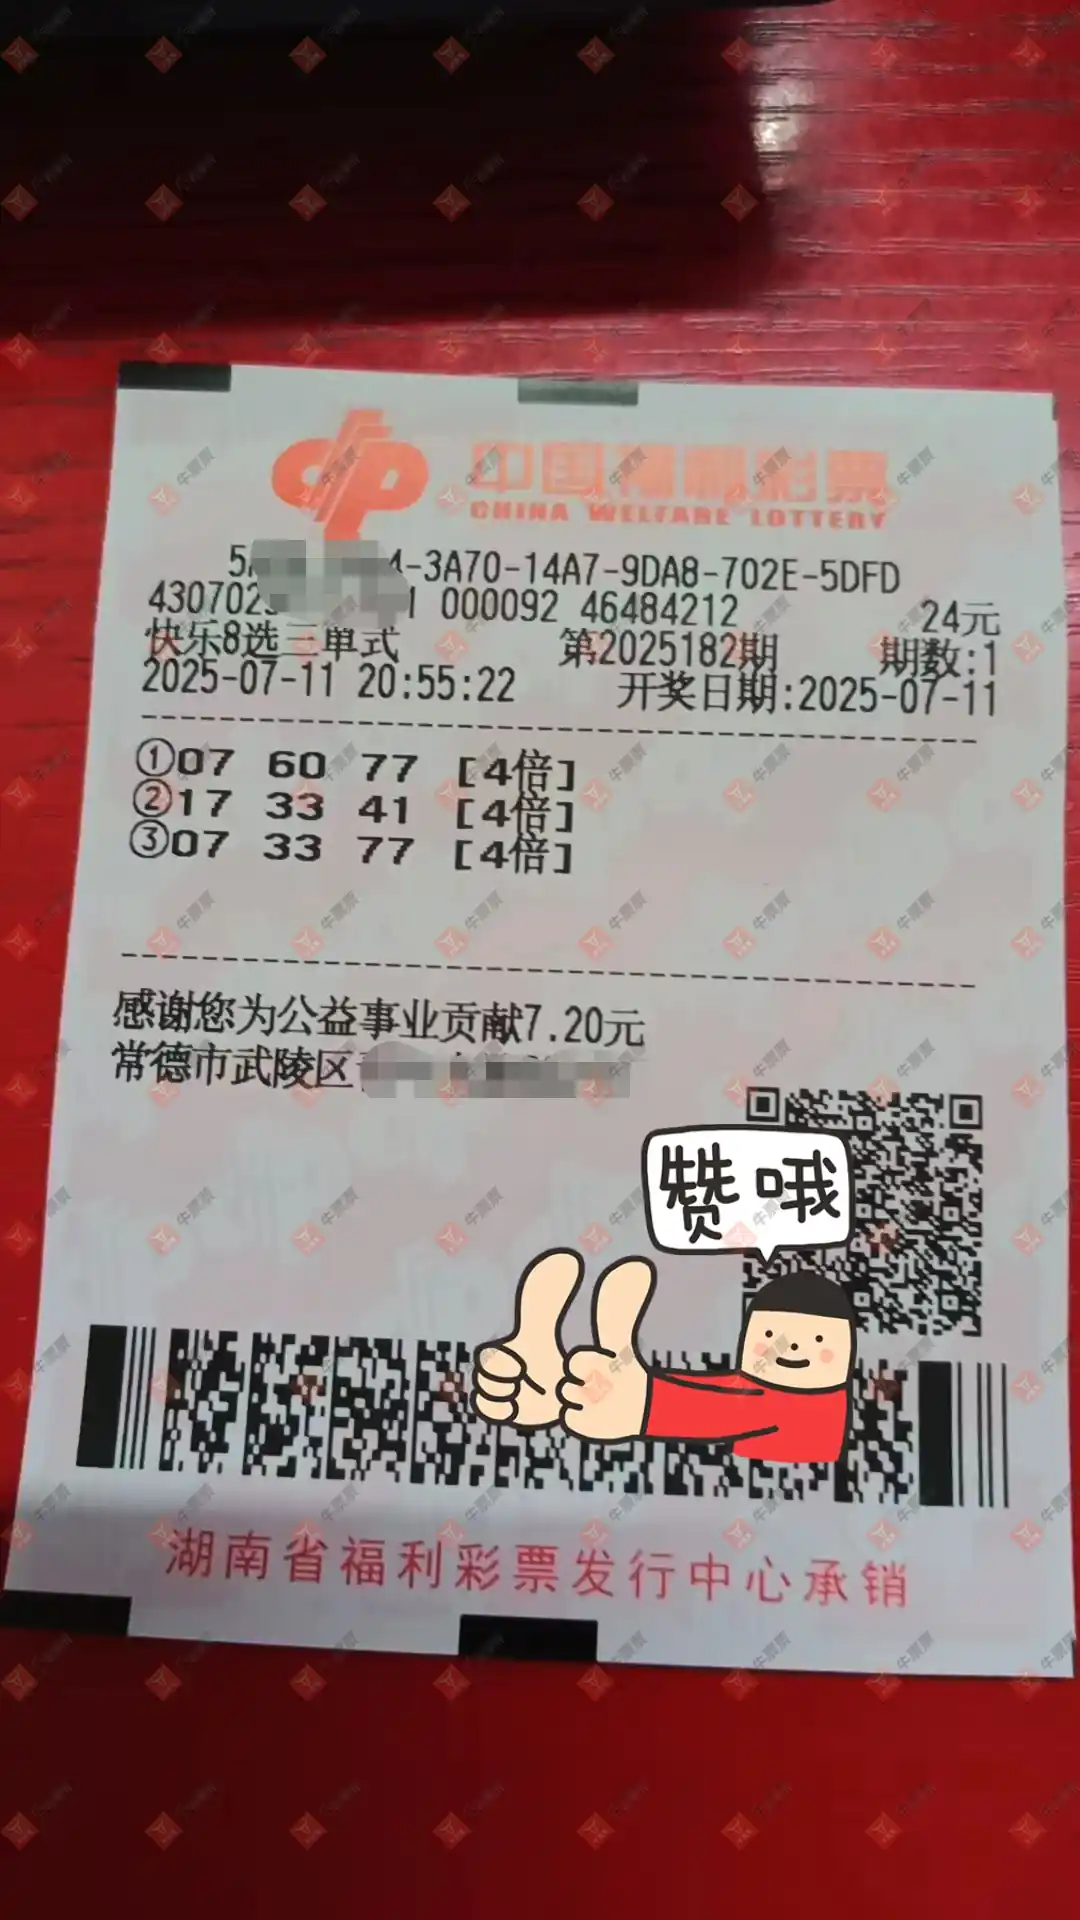 中国福利彩票
CHINA WELFARE LOTTERY
4-3A70-14A7-9DA8-702E-5DFD
430702 1 000092 46484212 24元
快乐8选三单式 第2025182期 期数:1
2025-07-11 20:55:22 开奖日期:2025-07-11
①07 60 77 [4倍]
②17 33 41 [4倍]
③07 33 77 [4倍]
感谢您为公益事业贡献7.20元
常德市武陵区
赞哦
湖南省福利彩票发行中心承销
牛票票